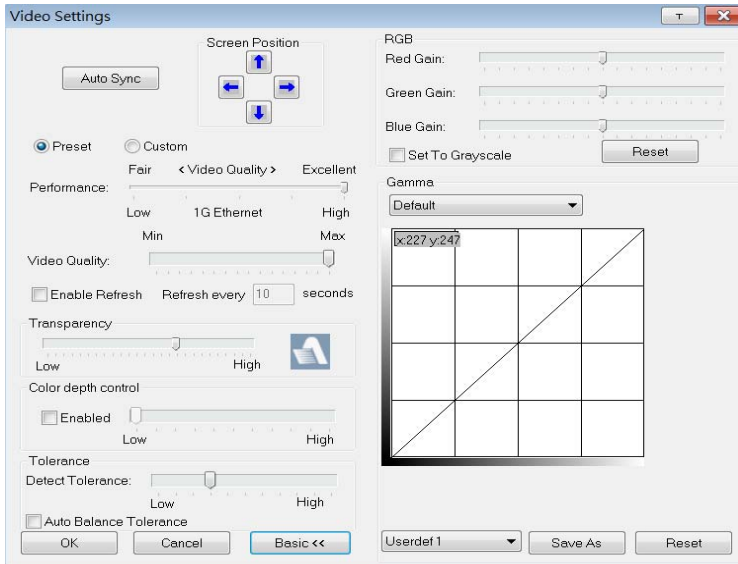 Video Settings
T
Screen Position
Auto Sync
Preset Custom
Fair < Video Quality > Excellent
Performance:
Low 1G Ethernet High
Min Max
Video Quality:
Enable Refresh Refresh every 10 seconds
Transparency
Low High
Color depth control
Enabled
Low High
Tolerance
Detect Tolerance:
Low High
Auto Balance Tolerance
OK Cancel Basic <<
RGB
Red Gain:
Green Gain:
Blue Gain:
Set To Grayscale Reset
Gamma
Default
x:227 y:247
Userdef1 Save As Reset